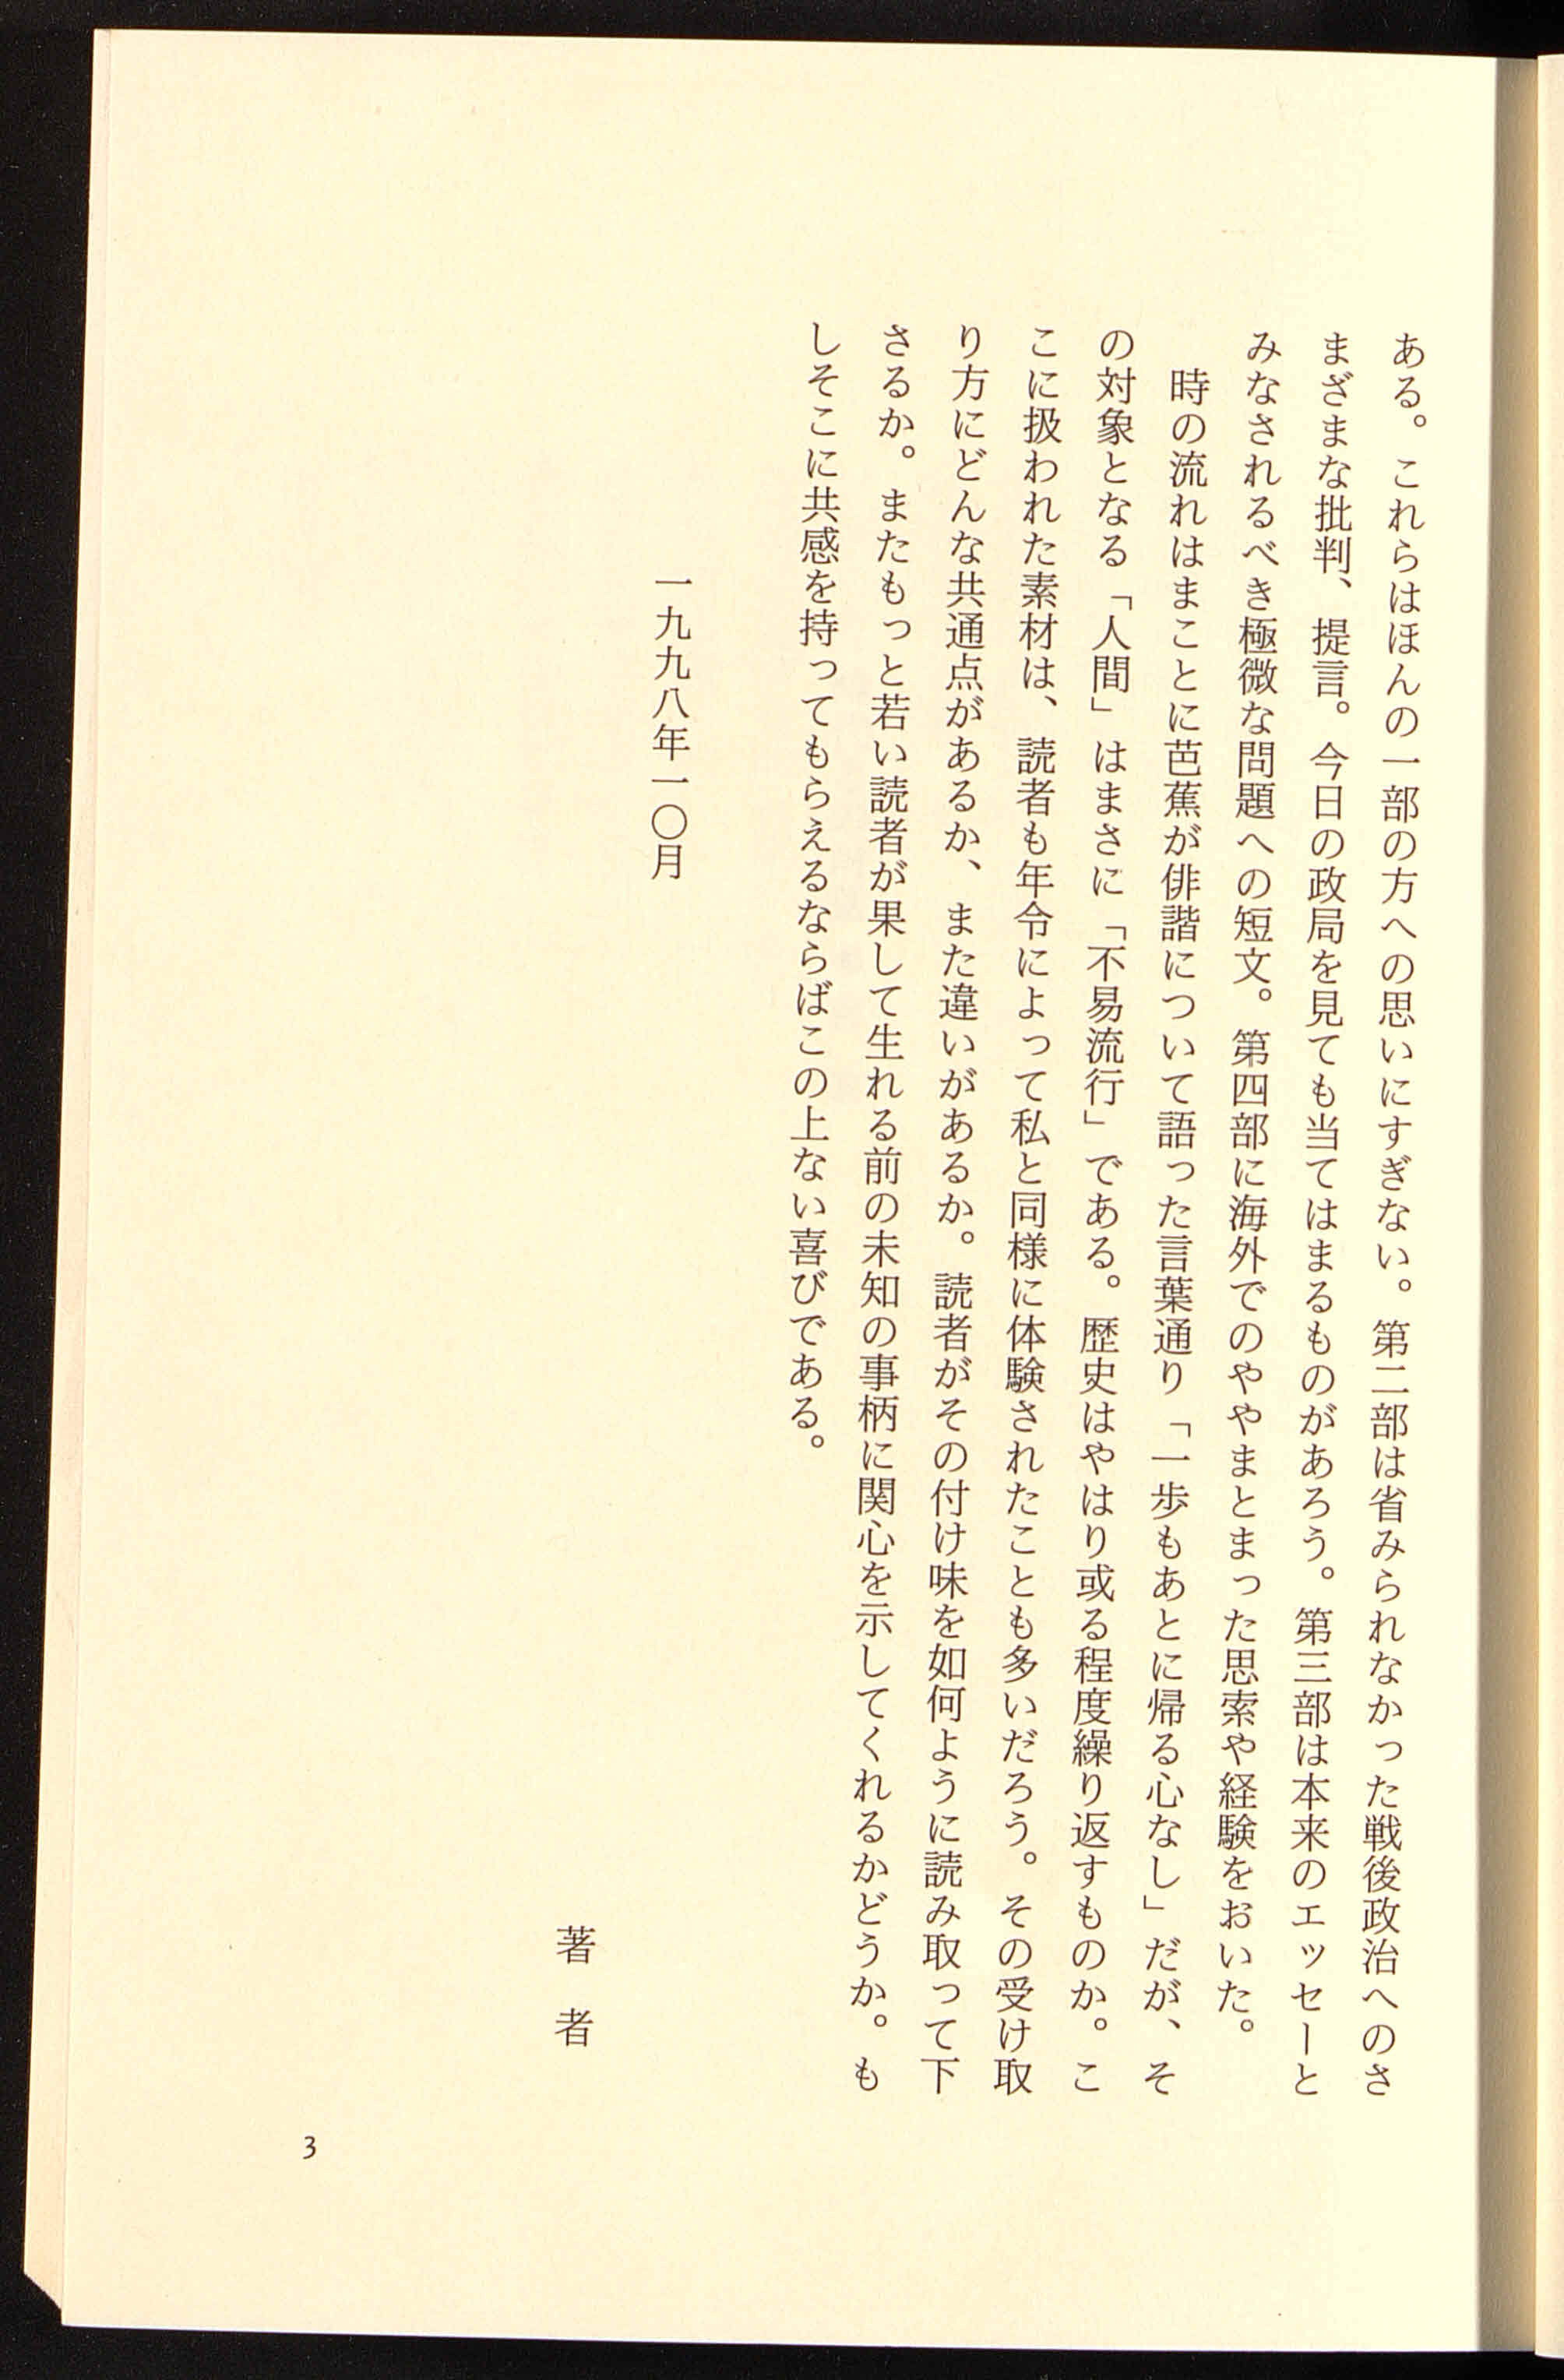 ある。これらはほんの一部の方への思いにすぎない。第二部は省みられなかった戦後政治へのさ
まざまな批判、提言。今日の政局を見ても当てはまるものがあろう。第三部は本来のエッセーと
みなされるべき極微な問題への短文。第四部に海外でのややまとまった思索や経験をおいた。
時の流れはまことに芭蕉が俳諧について語った言葉通り「一歩もあとに帰る心なし」だが、そ
の対象となる「人間」はまさに「不易流行」である。歴史はやはり或る程度繰り返すものか。こ
こに扱われた素材は、読者も年令によって私と同様に体験されたことも多いだろう。その受け取
り方にどんな共通点があるか、また違いがあるか。読者がその付け味を如何ように読み取って下
さるか。またもっと若い読者が果して生れる前の未知の事柄に関心を示してくれるかどうか。も
しそこに共感を持ってもらえるならばこの上ない喜びである。
一九九八年一〇月
著者
3